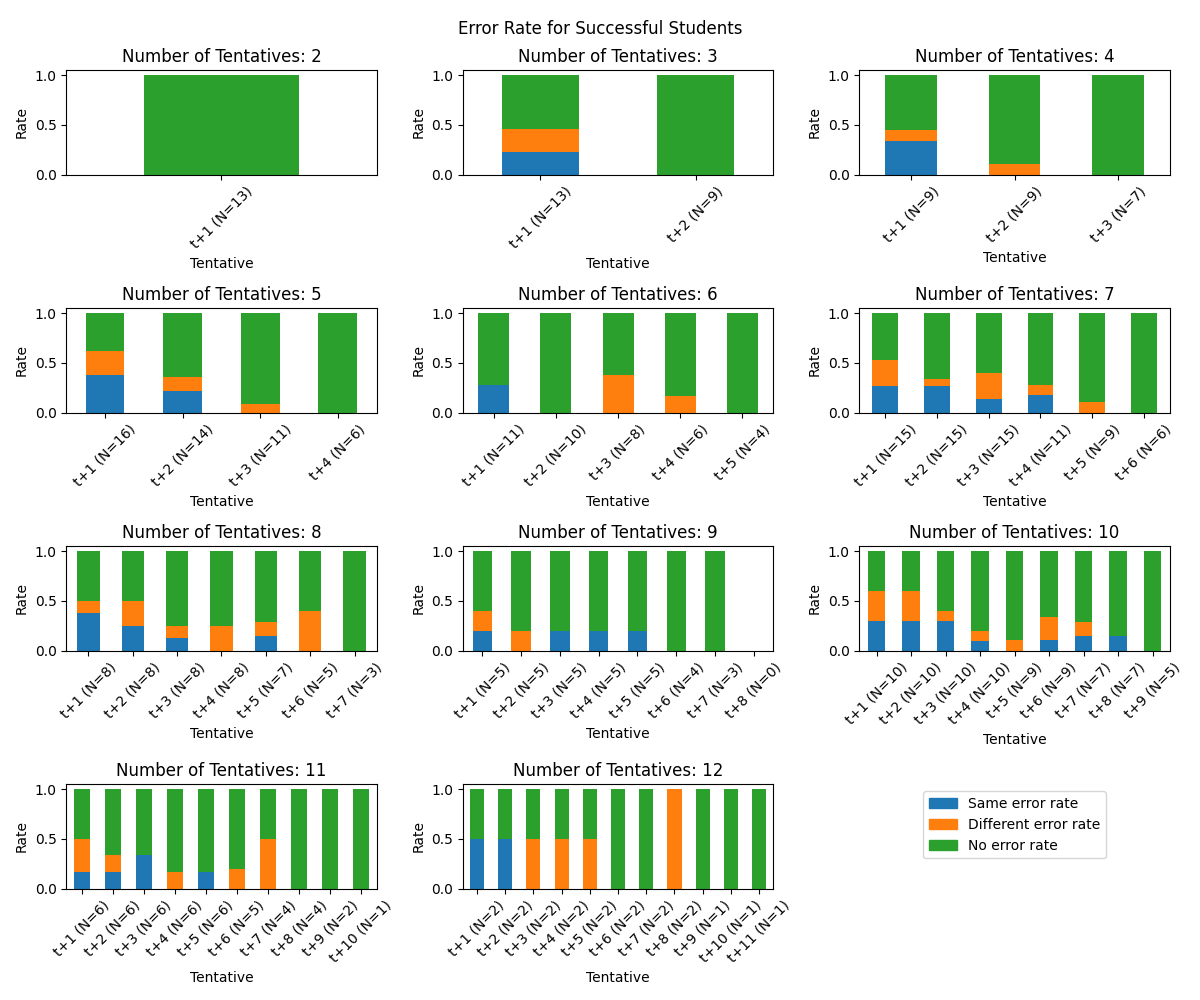 Error Rate for Successful Students
Number of Tentatives: 2
1.0
0.5
0.0
Rate
t+1 (N=13)
Tentative
Number of Tentatives: 3
1.0
0.5
0.0
Rate
t+1 (N=13)
t+2 (N=9)
Tentative
Number of Tentatives: 4
1.0
0.5
0.0
Rate
t+1 (N=9)
t+2 (N=9)
t+3 (N=7)
Tentative
Number of Tentatives: 5
1.0
0.5
0.0
Rate
t+1 (N=16)
t+2 (N=14)
t+3 (N=11)
t+4 (N=6)
Tentative
Number of Tentatives: 6
1.0
0.5
0.0
Rate
t+1 (N=11)
t+2 (N=10)
t+3 (N=8)
t+4 (N=6)
t+5 (N=4)
Tentative
Number of Tentatives: 7
1.0
0.5
0.0
Rate
t+1 (N=15)
t+2 (N=15)
t+3 (N=15)
t+4 (N=11)
t+5 (N=9)
t+6 (N=6)
Tentative
Number of Tentatives: 8
1.0
0.5
0.0
Rate
t+1 (N=8)
t+2 (N=8)
t+3 (N=8)
t+4 (N=8)
t+5 (N=7)
t+6 (N=5)
t+7 (N=3)
Tentative
Number of Tentatives: 9
1.0
0.5
0.0
Rate
t+1 (N=5)
t+2 (N=5)
t+3 (N=5)
t+4 (N=5)
t+5 (N=5)
t+6 (N=4)
t+7 (N=3)
t+8 (N=0)
Tentative
Number of Tentatives: 10
1.0
0.5
0.0
Rate
t+1 (N=10)
t+2 (N=10)
t+3 (N=10)
t+4 (N=10)
t+5 (N=9)
t+6 (N=9)
t+7 (N=7)
t+8 (N=7)
t+9 (N=5)
Tentative
Number of Tentatives: 11
1.0
0.5
0.0
Rate
t+1 (N=6)
t+2 (N=6)
t+3 (N=6)
t+4 (N=6)
t+5 (N=6)
t+6 (N=5)
t+7 (N=4)
t+8 (N=4)
t+9 (N=2)
t+10 (N=1)
Tentative
Number of Tentatives: 12
1.0
0.5
0.0
Rate
t+1 (N=2)
t+2 (N=2)
t+3 (N=2)
t+4 (N=2)
t+5 (N=2)
t+6 (N=2)
t+7 (N=2)
t+8 (N=2)
t+9 (N=1)
t+10 (N=1)
t+11 (N=1)
Tentative
Same error rate
Different error rate
No error rate